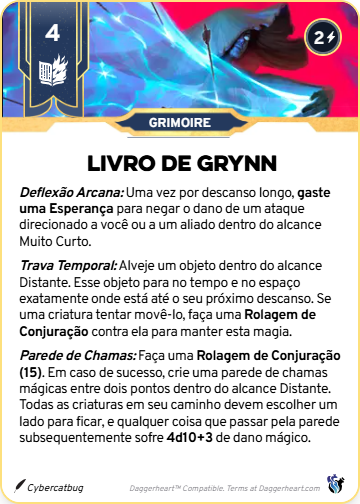 4
2
GRIMOIRE
LIVRO DE GRYNN
Deflexão Arcana: Uma vez por descanso longo, gaste
uma Esperança para negar o dano de um ataque
direcionado a você ou a um aliado dentro do alcance
Muito Curto.
Trava Temporal: Alveje um objeto dentro do alcance
Distante. Esse objeto para no tempo e no espaço
exatamente onde está até o seu próximo descanso. Se
uma criatura tentar movê-lo, faça uma Rolagem de
Conjuração contra ela para manter esta magia.
Parede de Chamas: Faça uma Rolagem de Conjuração
(15). Em caso de sucesso, crie uma parede de chamas
mágicas entre dois pontos dentro do alcance Distante.
Todas as criaturas em seu caminho devem escolher um
lado para ficar, e qualquer coisa que passar pela parede
subsequentemente sofre 4d10+3 de dano mágico.
Cybercatbug
Daggerheart™ Compatible. Terms at Daggerheart.com